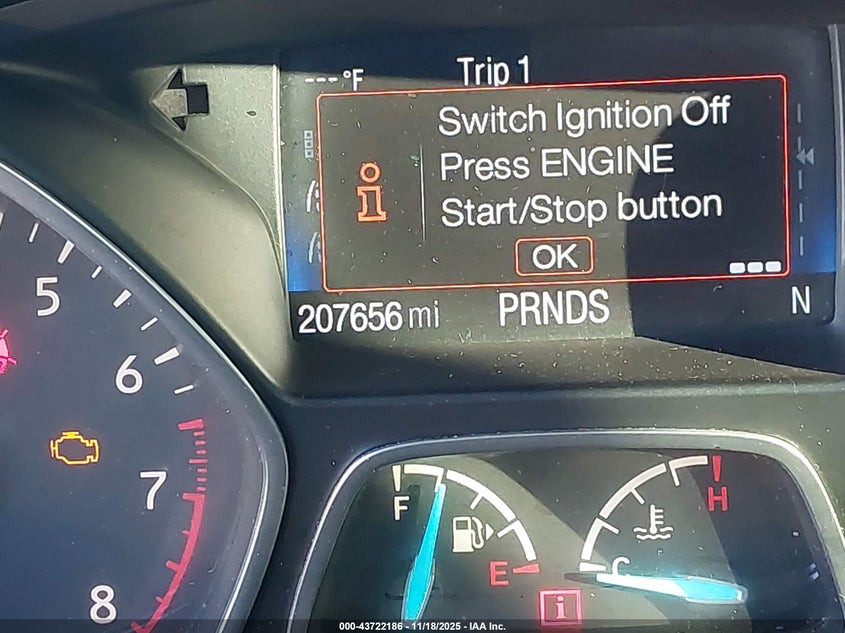 ---°F Trip 1
Switch Ignition Off
Press ENGINE
i
Start/Stop button
OK
207656 mi PRNDS N
5
6
7
8
F
E
C
H
i
000-43722186 - 11/18/2025 - IAA Inc.